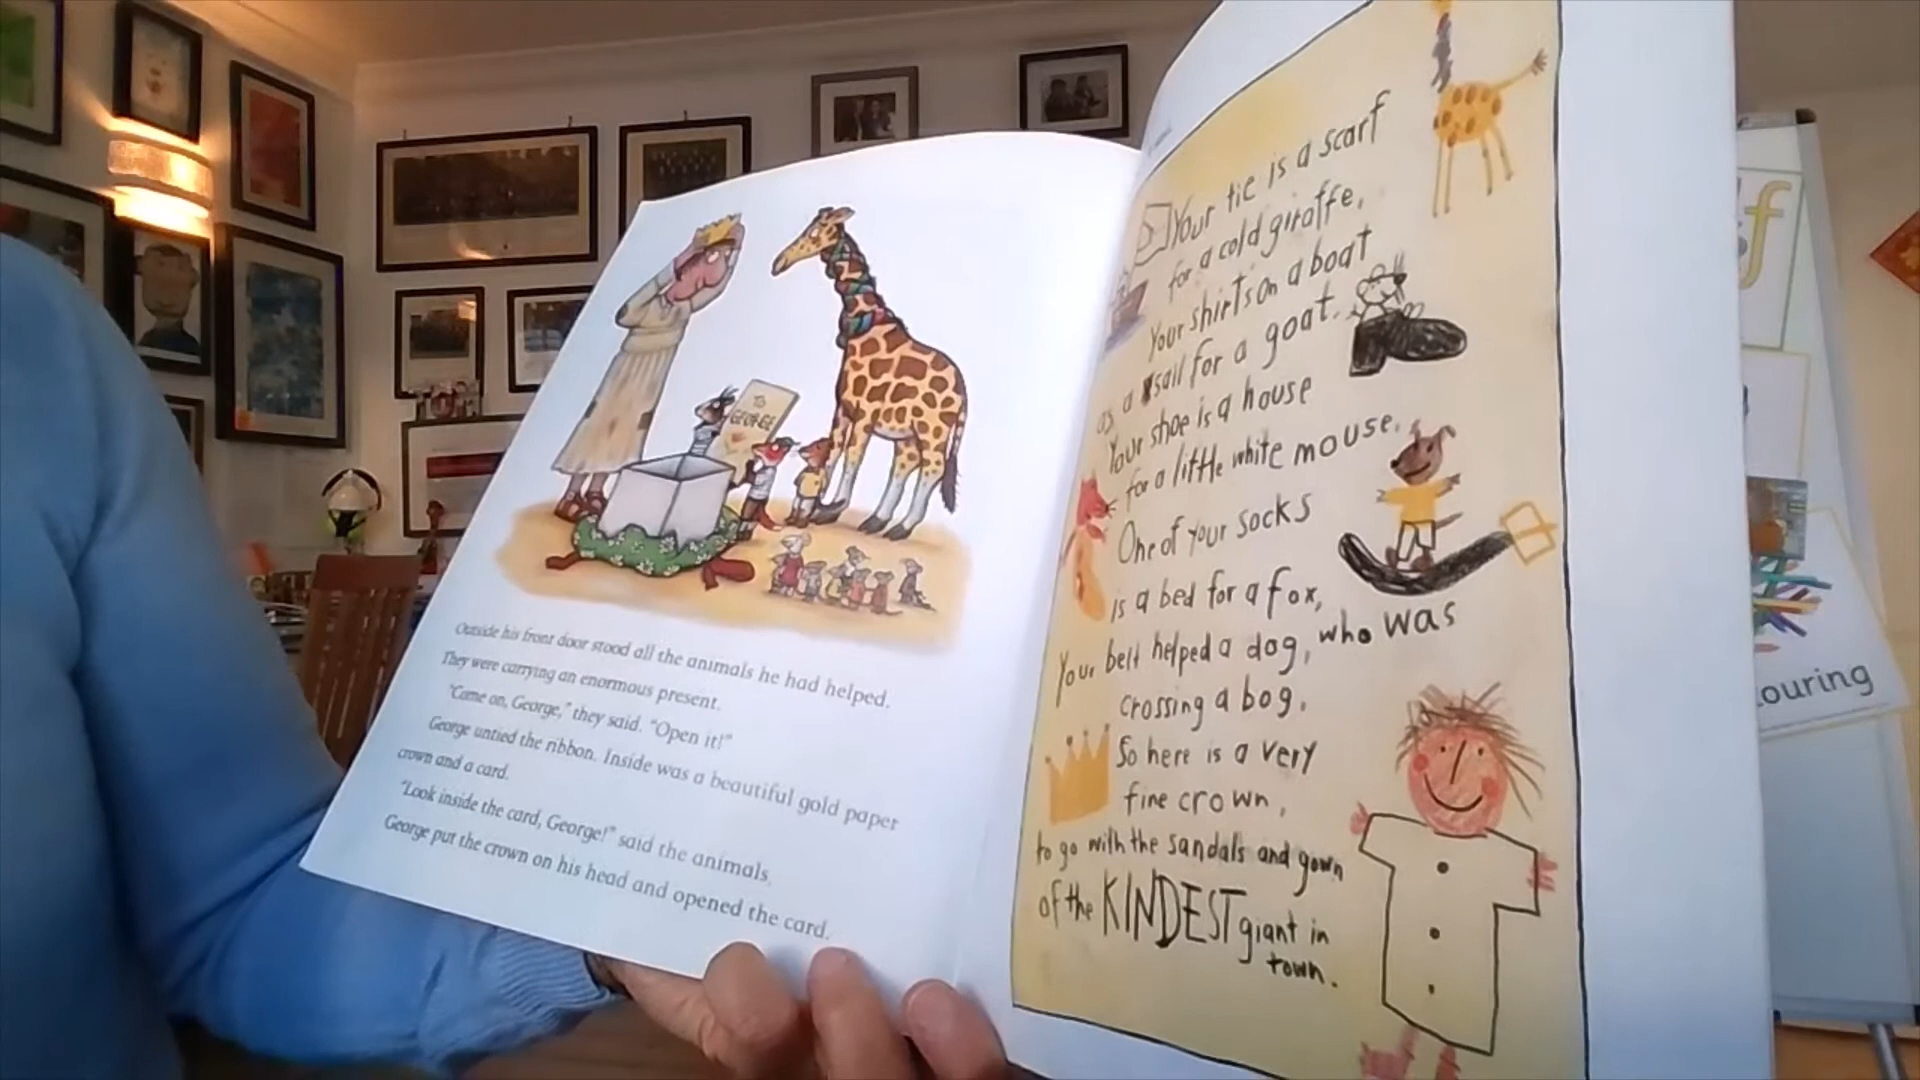 TO
GEORGE
Outside his front door stood all the animals he had helped.
They were carrying an enormous present.
"Come on, George," they said. "Open it!"
George untied the ribbon. Inside was a beautiful gold paper
crown and a card.
"Look inside the card, George!" said the animals.
George put the crown on his head and opened the card.
Your tie is a scarf
for a cold giraffe,
Your shirt's on a boat
as a sail for a goat.
Your shoe is a house
for a little white mouse.
One of your socks
is a bed for a fox,
Your belt helped a dog, who was
crossing a bog.
So here is a very
fine crown,
to go with the sandals and gown
of the KINDEST giant in
town.
f
ouring